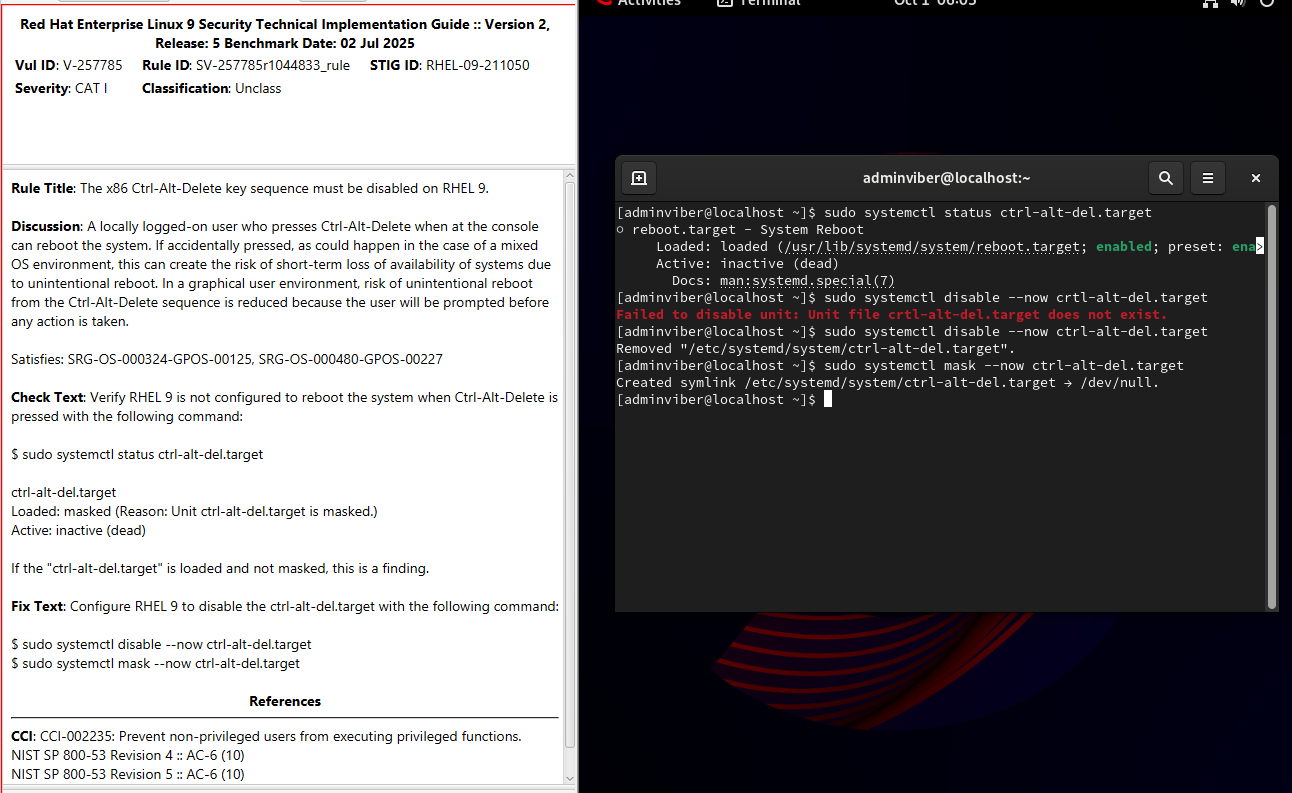 Red Hat Enterprise Linux 9 Security Technical Implementation Guide :: Version 2,
Release: 5 Benchmark Date: 02 Jul 2025
Vul ID: V-257785 Rule ID: SV-257785r1044833_rule STIG ID: RHEL-09-211050
Severity: CAT I Classification: Unclass
Rule Title: The x86 Ctrl-Alt-Delete key sequence must be disabled on RHEL 9.
Discussion: A locally logged-on user who presses Ctrl-Alt-Delete when at the console
can reboot the system. If accidentally pressed, as could happen in the case of a mixed
OS environment, this can create the risk of short-term loss of availability of systems due
to unintentional reboot. In a graphical user environment, risk of unintentional reboot
from the Ctrl-Alt-Delete sequence is reduced because the user will be prompted before
any action is taken.
Satisfies: SRG-OS-000324-GPOS-00125, SRG-OS-000480-GPOS-00227
Check Text: Verify RHEL 9 is not configured to reboot the system when Ctrl-Alt-Delete is
pressed with the following command:
$ sudo systemctl status ctrl-alt-del.target
ctrl-alt-del.target
Loaded: masked (Reason: Unit ctrl-alt-del.target is masked.)
Active: inactive (dead)
If the "ctrl-alt-del.target" is loaded and not masked, this is a finding.
Fix Text: Configure RHEL 9 to disable the ctrl-alt-del.target with the following command:
$ sudo systemctl disable --now ctrl-alt-del.target
$ sudo systemctl mask --now ctrl-alt-del.target
References
CCI: CCI-002235: Prevent non-privileged users from executing privileged functions.
NIST SP 800-53 Revision 4 :: AC-6 (10)
NIST SP 800-53 Revision 5 :: AC-6 (10)
Activities Terminal Oct 1
adminviber@localhost:~
[adminviber@localhost ~]$ sudo systemctl status ctrl-alt-del.target
○ reboot.target - System Reboot
Loaded: loaded (/usr/lib/systemd/system/reboot.target; enabled; preset: ena>
Active: inactive (dead)
Docs: man:systemd.special(7)
[adminviber@localhost ~]$ sudo systemctl disable --now crtl-alt-del.target
Failed to disable unit: Unit file crtl-alt-del.target does not exist.
[adminviber@localhost ~]$ sudo systemctl disable --now ctrl-alt-del.target
Removed "/etc/systemd/system/ctrl-alt-del.target".
[adminviber@localhost ~]$ sudo systemctl mask --now ctrl-alt-del.target
Created symlink /etc/systemd/system/ctrl-alt-del.target → /dev/null.
[adminviber@localhost ~]$